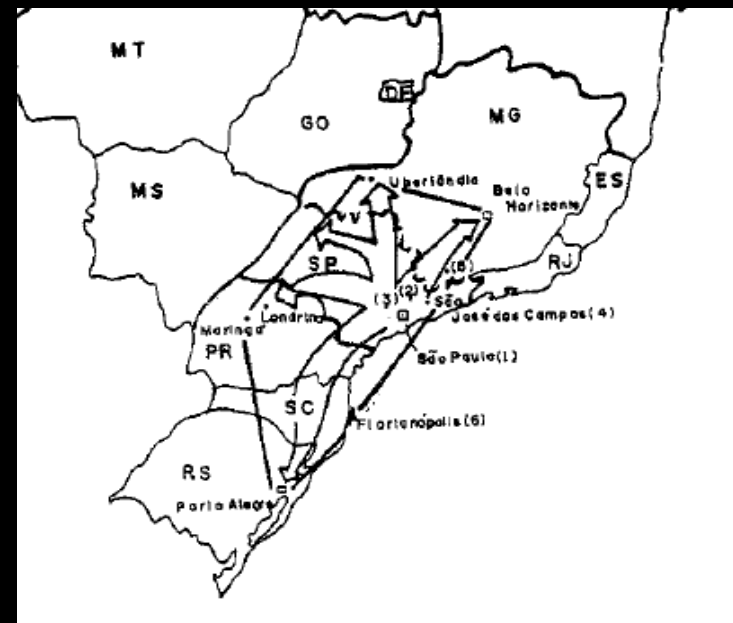 MT
DF
GO
MG
MS
Uberlândia
Belo
Horizonte
ES
SP
(5)
RJ
(3)
(2)
São
José dos Campos(4)
Londrina
Maringá
PR
São Paulo(1)
SC
Florianópolis(6)
RS
Porto Alegre